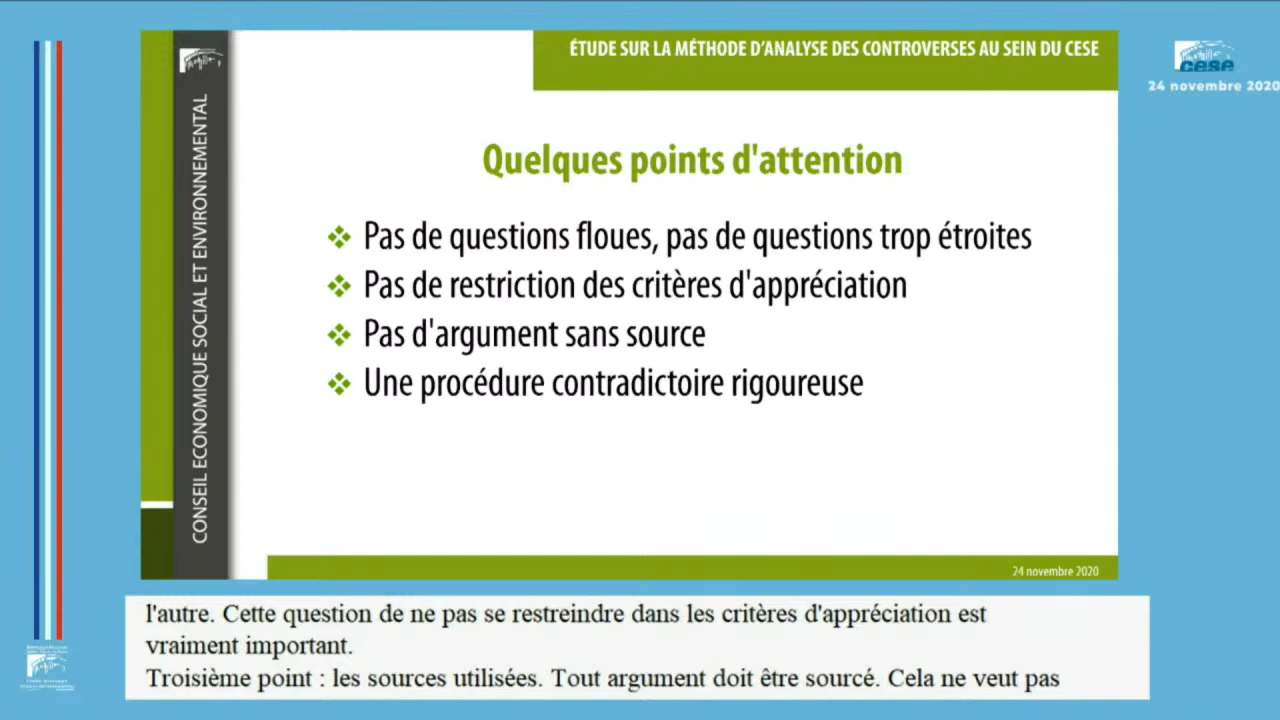 ÉTUDE SUR LA MÉTHODE D'ANALYSE DES CONTROVERSES AU SEIN DU CESE
cese
24 novembre 2020
CONSEIL ECONOMIQUE SOCIAL ET ENVIRONNEMENTAL
Quelques points d'attention
Pas de questions floues, pas de questions trop étroites
Pas de restriction des critères d'appréciation
Pas d'argument sans source
Une procédure contradictoire rigoureuse
24 novembre 2020
l'autre. Cette question de ne pas se restreindre dans les critères d'appréciation est
vraiment important.
Troisième point : les sources utilisées. Tout argument doit être sourcé. Cela ne veut pas